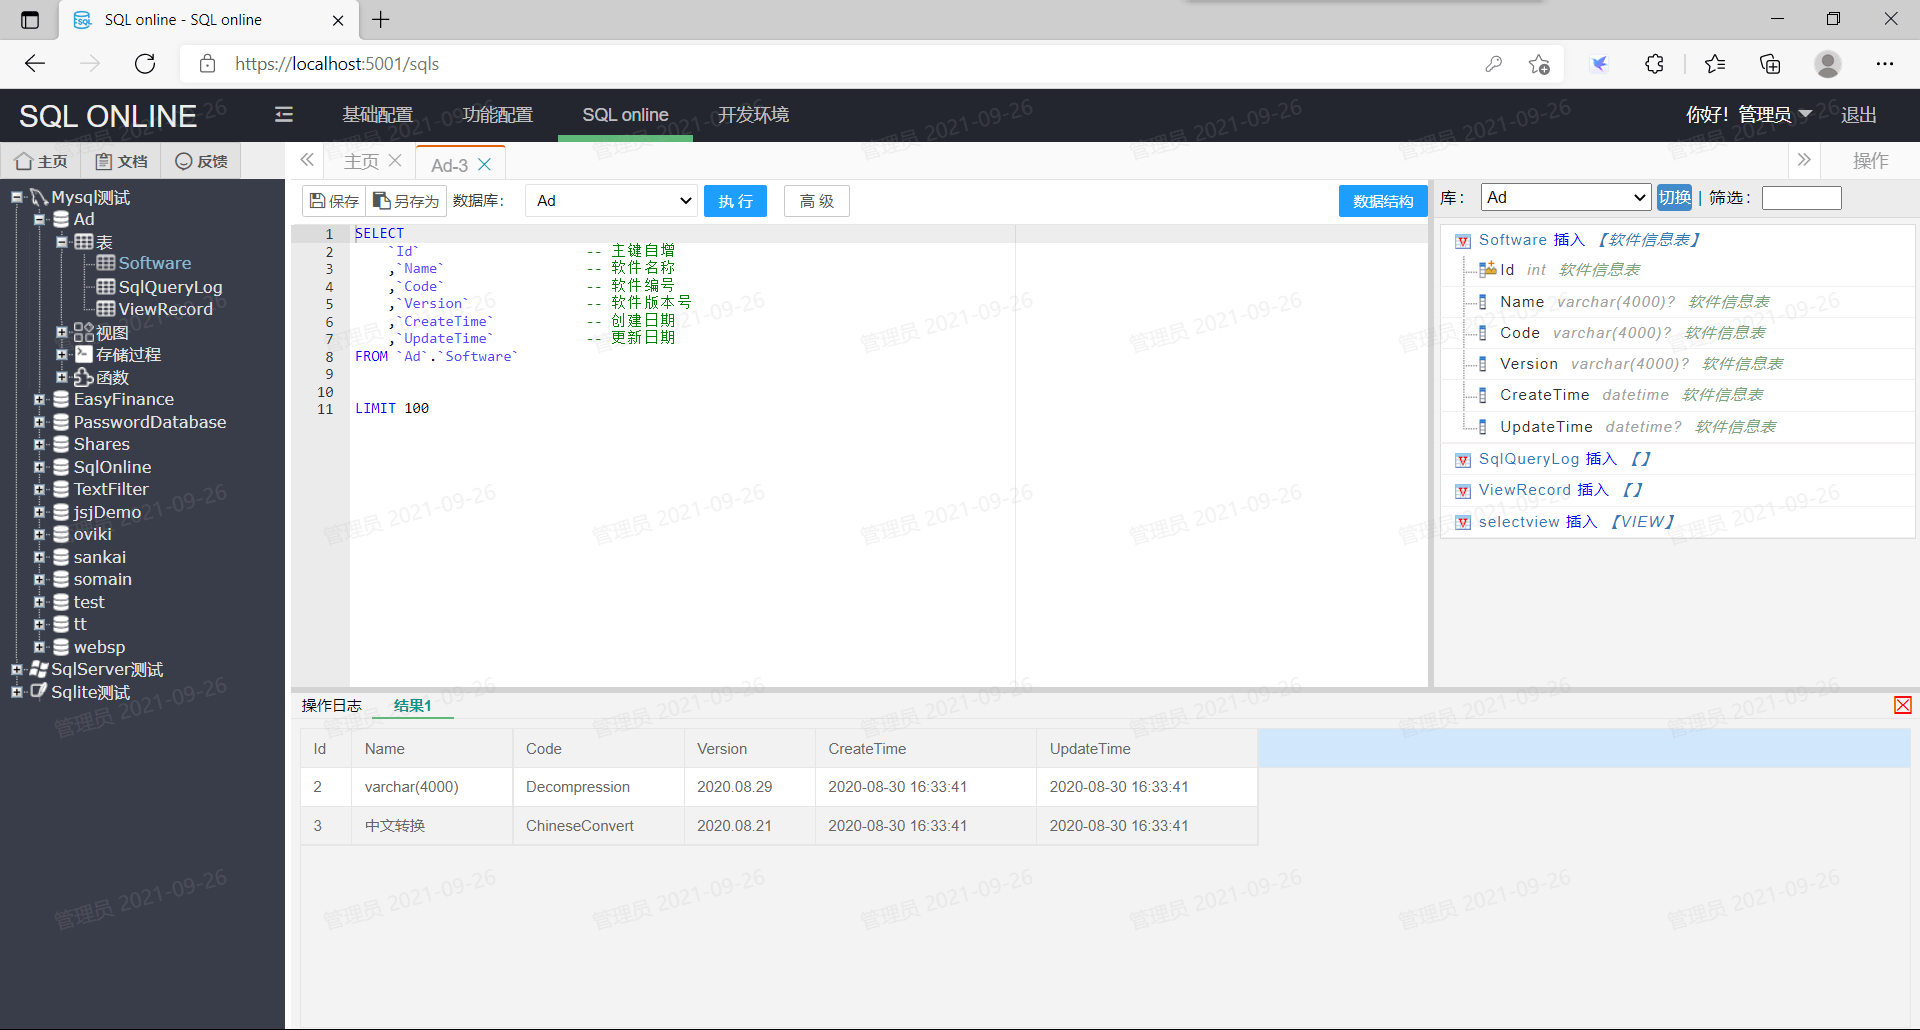 SQL online - SQL online
https://localhost:5001/sqls
SQL ONLINE 基础配置 功能配置 SQL online 开发环境 你好！管理员 退出
主页 文档 反馈 主页 Ad-3 操作
Mysql测试
Ad
表
Software
SqlQueryLog
ViewRecord
视图
存储过程
函数
EasyFinance
PasswordDatabase
Shares
SqlOnline
TextFilter
jsjDemo
oviki
sankai
somain
test
tt
websp
SqlServer测试
Sqlite测试
保存 另存为 数据库： Ad 执 行 高 级 数据结构
1 SELECT
2 `Id` -- 主键自增
3 ,`Name` -- 软件名称
4 ,`Code` -- 软件编号
5 ,`Version` -- 软件版本号
6 ,`CreateTime` -- 创建日期
7 ,`UpdateTime` -- 更新日期
8 FROM `Ad`.`Software`
9
10
11 LIMIT 100
库： Ad 切换 | 筛选：
Software 插入 【软件信息表】
Id int 软件信息表
Name varchar(4000)? 软件信息表
Code varchar(4000)? 软件信息表
Version varchar(4000)? 软件信息表
CreateTime datetime 软件信息表
UpdateTime datetime? 软件信息表
SqlQueryLog 插入 【】
ViewRecord 插入 【】
selectview 插入 【VIEW】
操作日志 结果1
Id Name Code Version CreateTime UpdateTime
2 varchar(4000) Decompression 2020.08.29 2020-08-30 16:33:41 2020-08-30 16:33:41
3 中文转换 ChineseConvert 2020.08.21 2020-08-30 16:33:41 2020-08-30 16:33:41
管理员 2021-09-26